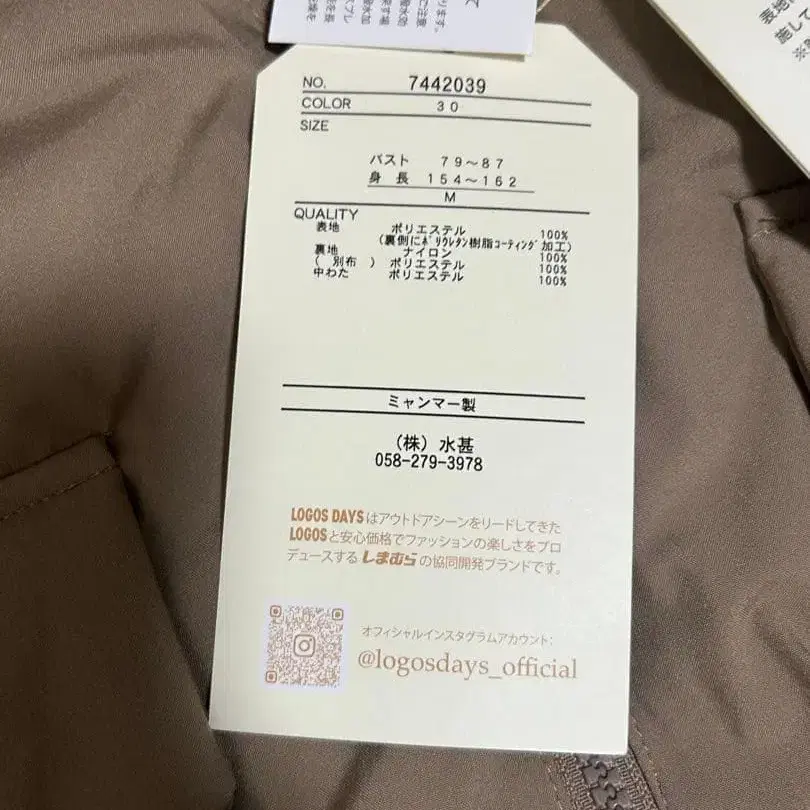 NO. 7442039
COLOR 30
SIZE
バスト 79～87
身長 154～162
M
QUALITY
表地 ポリエステル 100%
(裏側にﾎﾟﾘｳﾚﾀﾝ樹脂ｺｰﾃｨﾝｸﾞ加工)
裏地 ナイロン 100%
(別布) ポリエステル 100%
中わた ポリエステル 100%
ミャンマー製
(株)水甚
058-279-3978
LOGOS DAYSはアウトドアシーンをリードしてきた
LOGOSと安心価格でファッションの楽しさをプロ
デュースするしまむらの協同開発ブランドです。
オフィシャルインスタグラムアカウント:
@logosdays_official